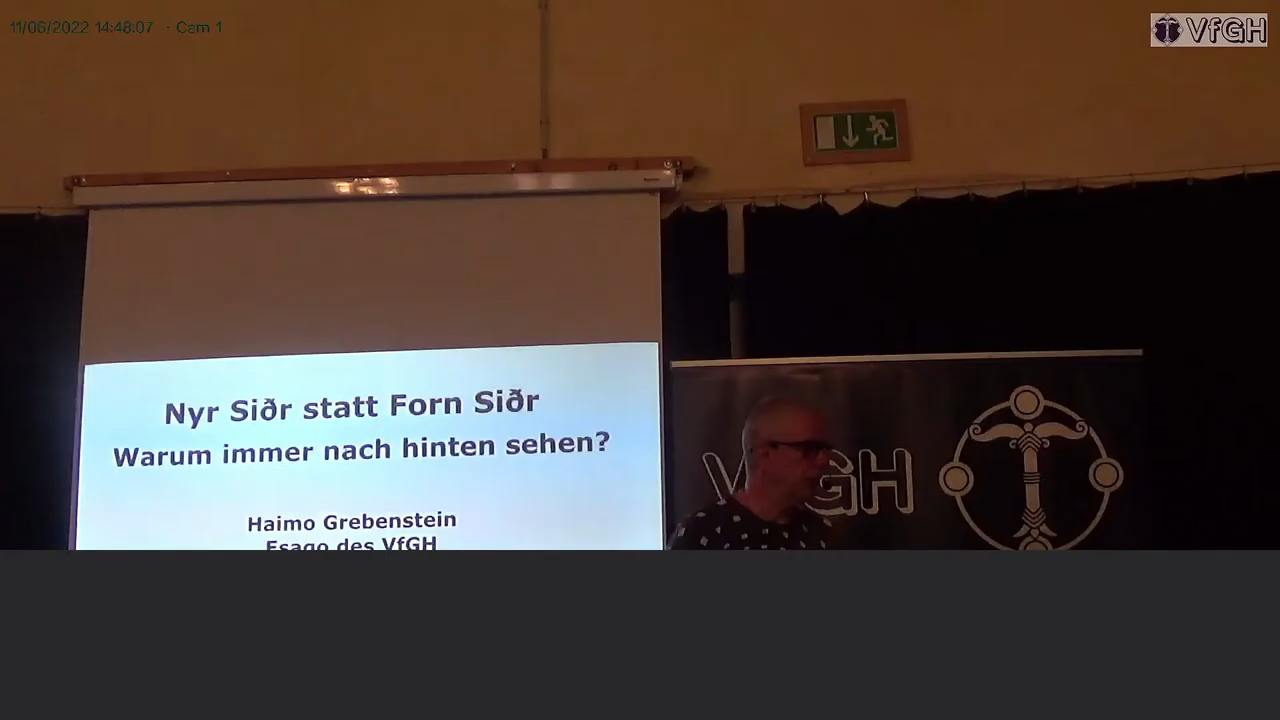 11/06/2022 14:48:07 - Cam 1
VfGH
Nyr Siðr statt Forn Siðr
Warum immer nach hinten sehen?
Haimo Grebenstein
Esago des VfGH
VfGH